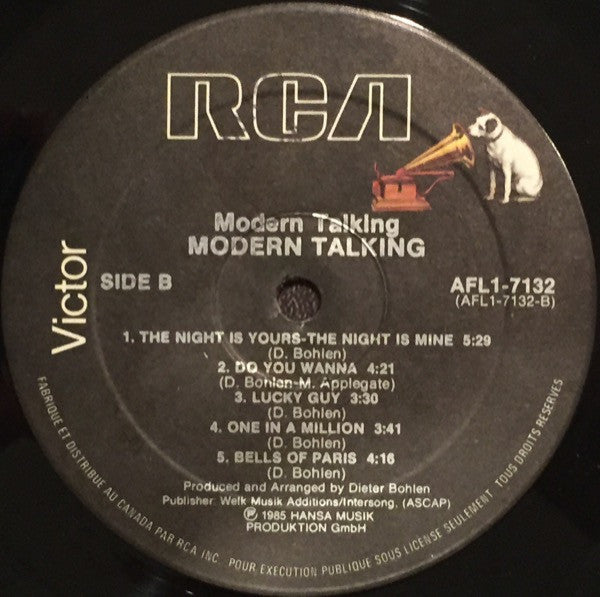 RCA
Modern Talking
MODERN TALKING
Victor
SIDE B
AFL1-7132
(AFL1-7132-B)
1. THE NIGHT IS YOURS-THE NIGHT IS MINE 5:29
(D. Bohlen)
2. DO YOU WANNA 4:21
(D. Bohlen-M. Applegate)
3. LUCKY GUY 3:30
(D. Bohlen)
4. ONE IN A MILLION 3:41
(D. Bohlen)
5. BELLS OF PARIS 4:16
(D. Bohlen)
Produced and Arranged by Dieter Bohlen
Publisher: Welk Musik Additions/Intersong. (ASCAP)
℗ 1985 HANSA MUSIK
PRODUKTION GmbH
FABRIQUE ET DISTRIBUE AU CANADA PAR RCA INC. POUR EXECUTION PUBLIQUE SOUS LICENSE SEULEMENT TOUS DROITS RESERVES